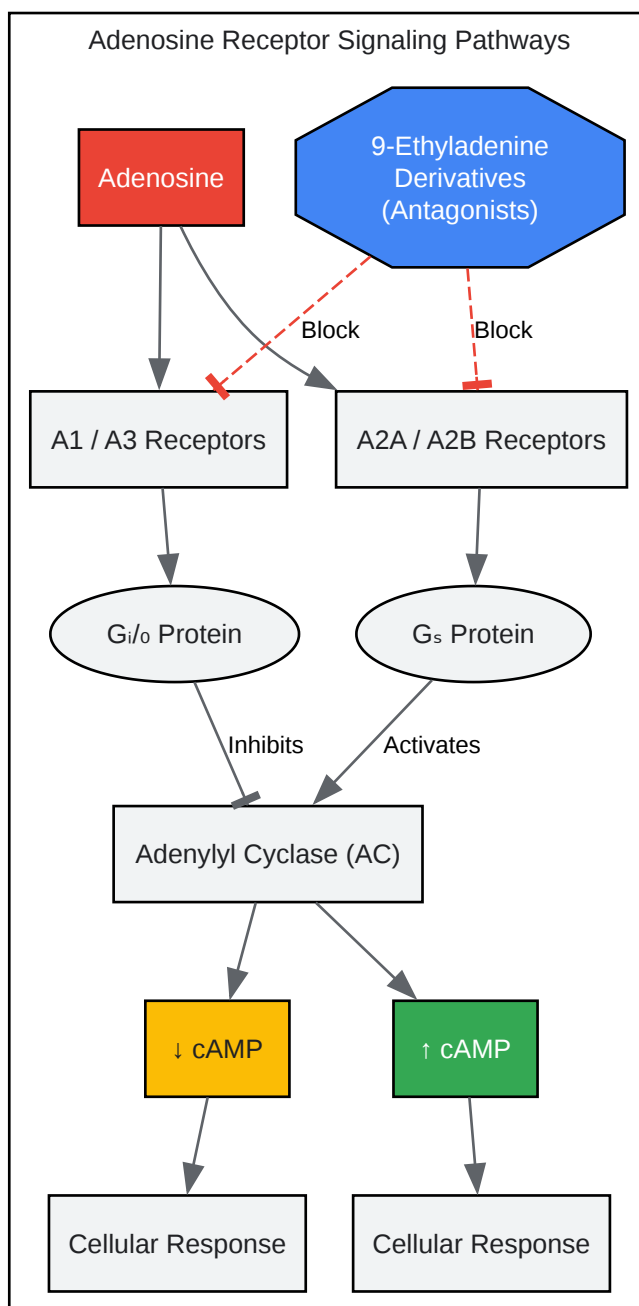 Adenosine Receptor Signaling Pathways
Adenosine
9-Ethyladenine
Derivatives
(Antagonists)
Block
Block
A1 / A3 Receptors
A2A / A2B Receptors
Gᵢ/₀ Protein
Gₛ Protein
Inhibits
Activates
Adenylyl Cyclase (AC)
↓ cAMP
↑ cAMP
Cellular Response
Cellular Response